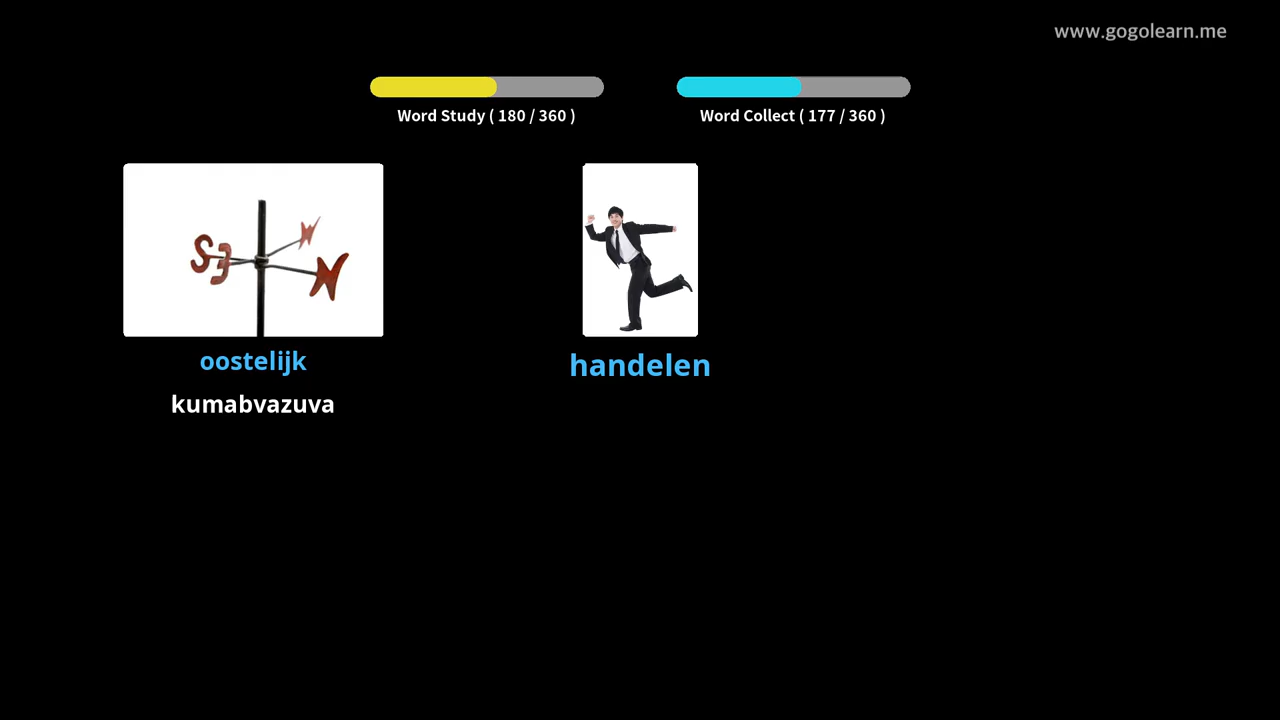 www.gogolearn.me
Word Study ( 180 / 360 )
Word Collect ( 177 / 360 )
S
E
W
N
oostelijk
handelen
kumabvazuva